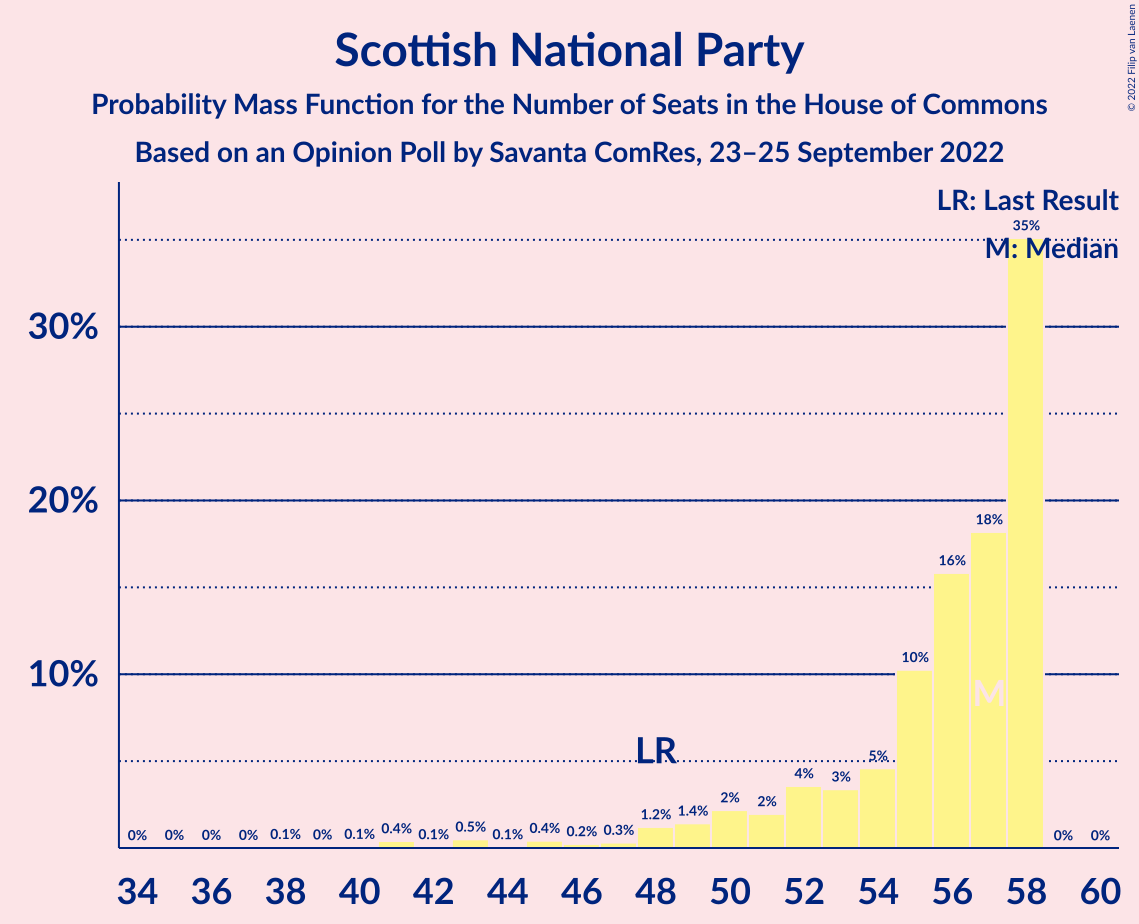 Scottish National Party
Probability Mass Function for the Number of Seats in the House of Commons
Based on an Opinion Poll by Savanta ComRes, 23–25 September 2022
© 2022 Filip van Laenen
LR: Last Result
M: Median
30%
20%
10%
0% 0% 0% 0% 0.1% 0% 0.1% 0.4% 0.1% 0.5% 0.1% 0.4% 0.2% 0.3% 1.2% 1.4% 2% 2% 4% 3% 5% 10% 16% 18% 35% 0% 0%
LR
M
34 36 38 40 42 44 46 48 50 52 54 56 58 60